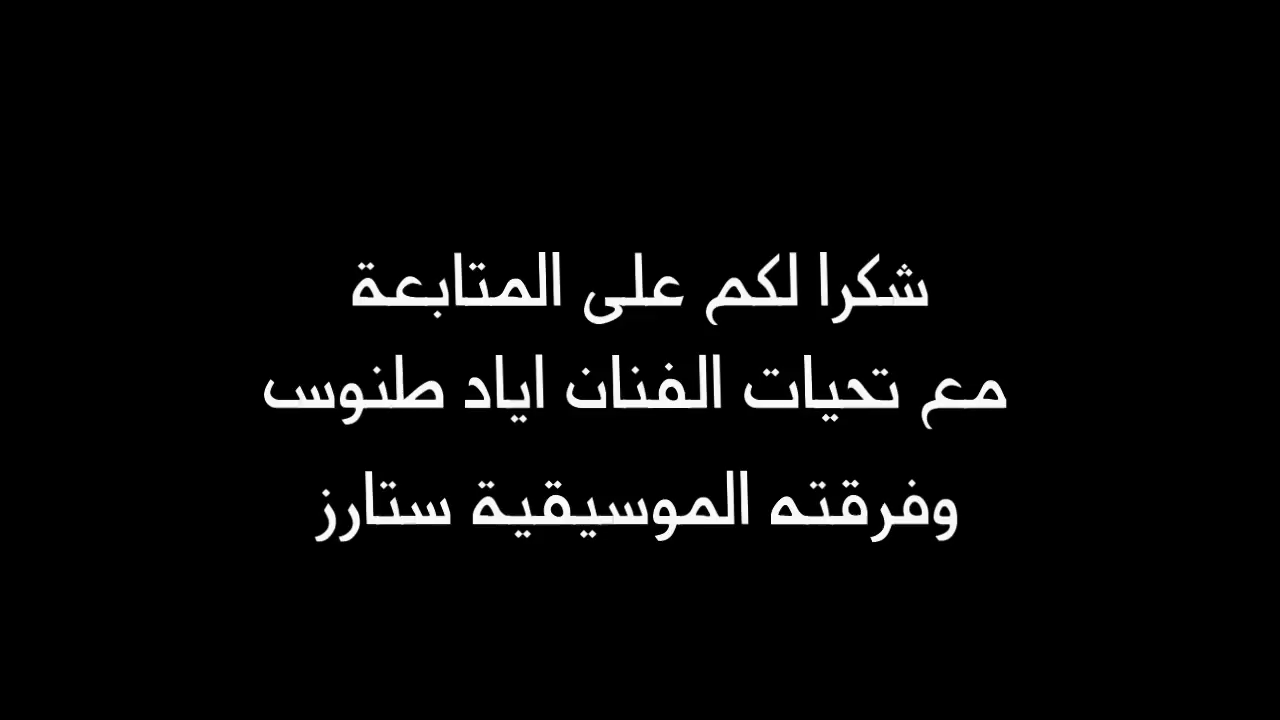 شكرا لكم على المتابعة
مع تحيات الفنان اياد طنوس
وفرقته الموسيقية ستارز